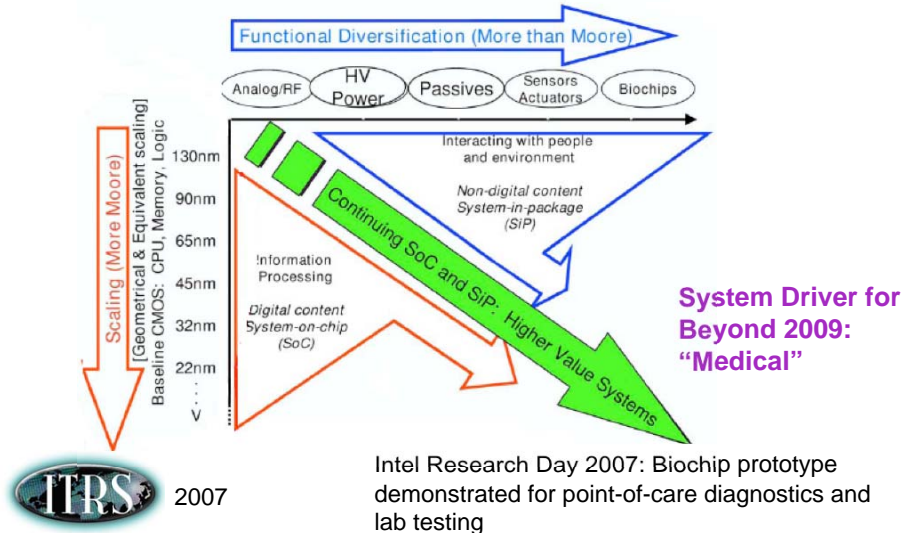 Functional Diversification (More than Moore)
Analog/RF
HV
Power
Passives
Sensors
Actuators
Biochips
Scaling (More Moore)
[Geometrical & Equivalent scaling]
Baseline CMOS: CPU, Memory, Logic
130nm
90nm
65nm
45nm
32nm
22nm
.
.
.
V
Interacting with people
and environment
Non-digital content
System-in-package
(SiP)
Continuing SoC and SiP: Higher Value Systems
Information
Processing
Digital content
System-on-chip
(SoC)
System Driver for
Beyond 2009:
“Medical”
ITRS
2007
Intel Research Day 2007: Biochip prototype
demonstrated for point-of-care diagnostics and
lab testing